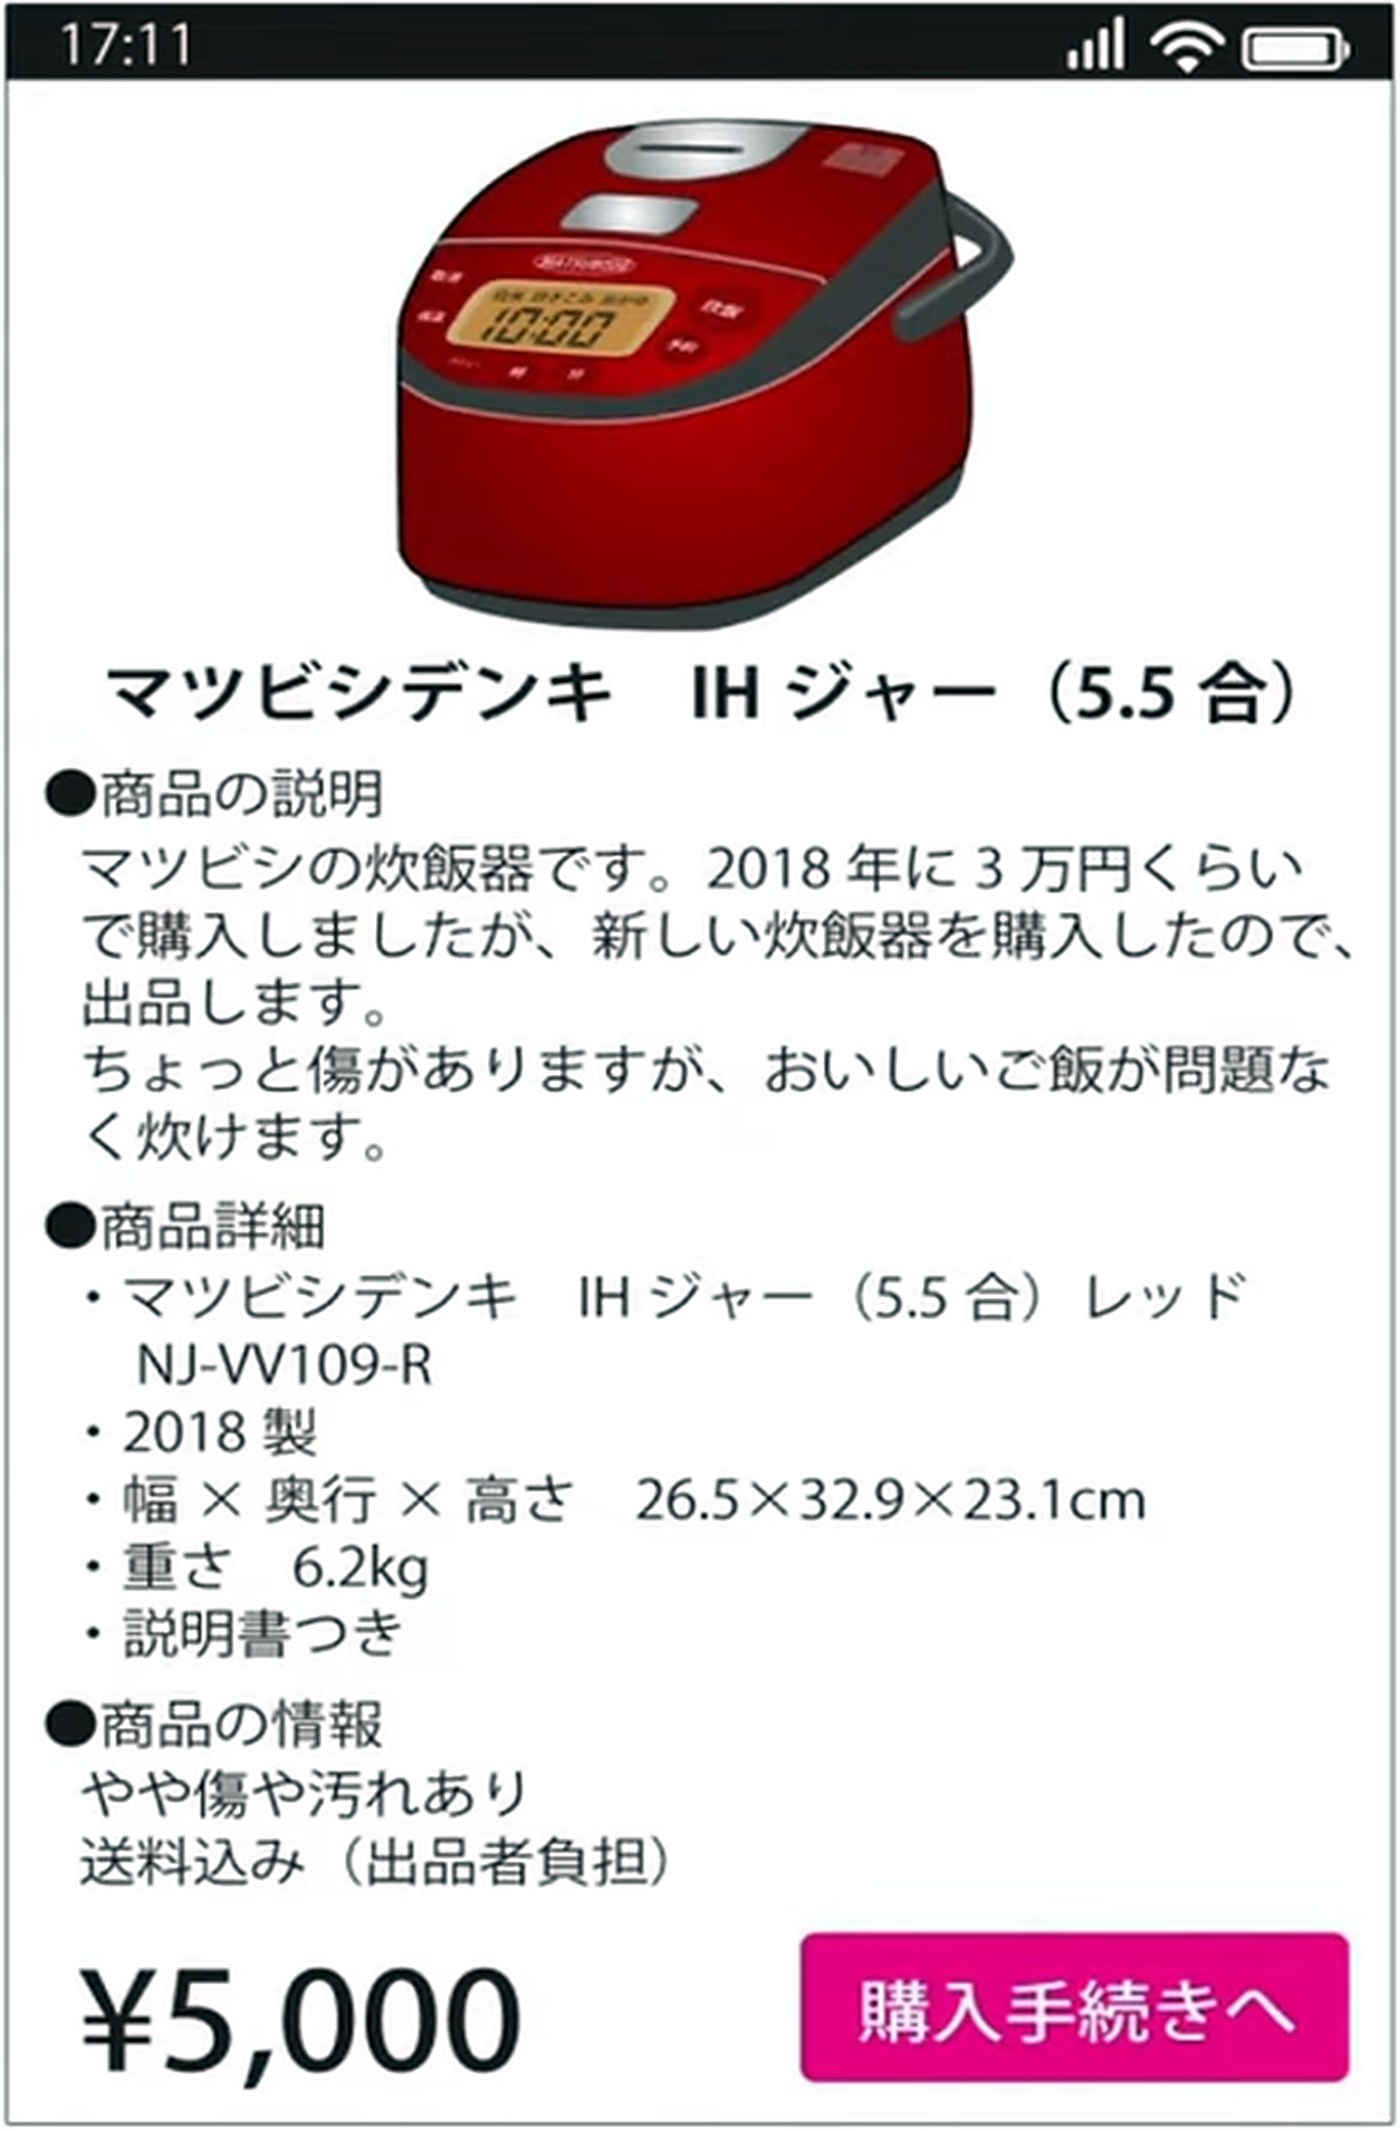 17:11
10:00
炊飯
マツビシデンキ　IH ジャー（5.5 合）
●商品の説明
マツビシの炊飯器です。2018 年に 3 万円くらい
で購入しましたが、新しい炊飯器を購入したので、
出品します。
ちょっと傷がありますが、おいしいご飯が問題な
く炊けます。
●商品詳細
・マツビシデンキ　IH ジャー（5.5 合）レッド
NJ-VV109-R
・2018 製
・幅 × 奥行 × 高さ　26.5×32.9×23.1cm
・重さ　6.2kg
・説明書つき
●商品の情報
やや傷や汚れあり
送料込み（出品者負担）
¥5,000
購入手続きへ